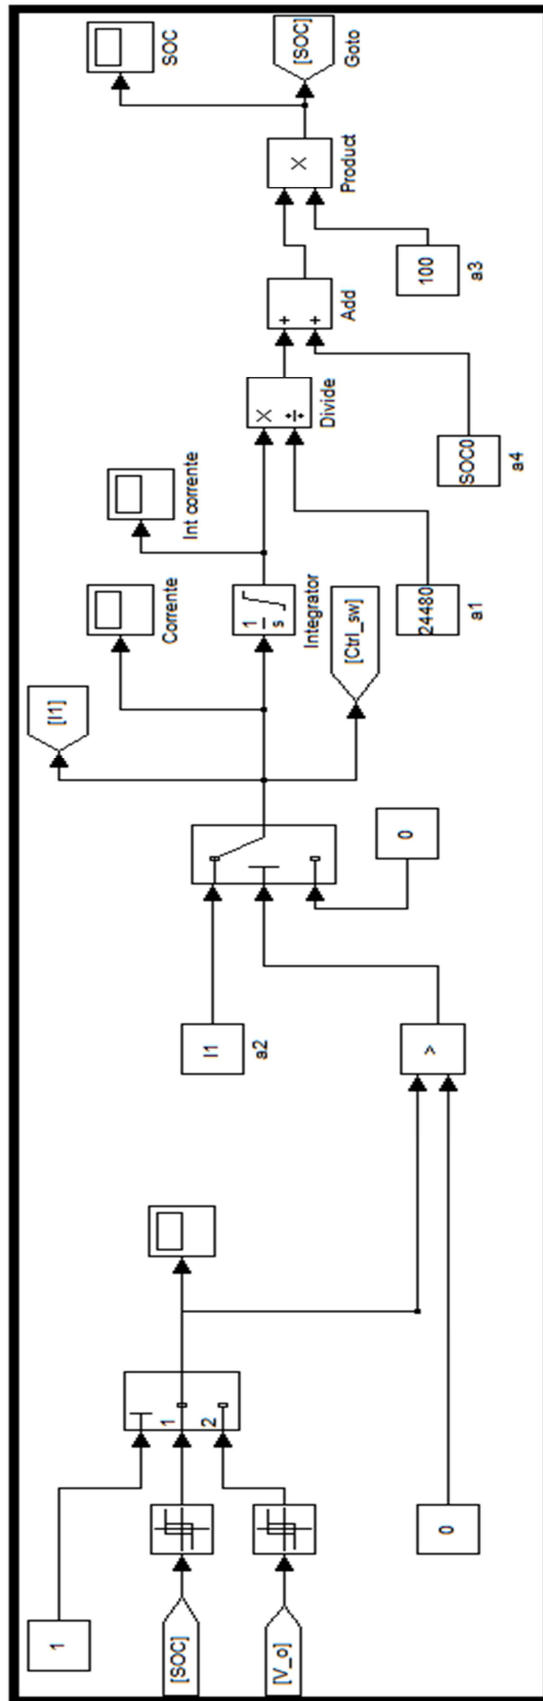 1
[SOC]
[V_o]
1
2
0
>
I1
a2
0
[I1]
Corrente
[Ctrl_sw]
1
s
Integrator
Int corrente
24480
a1
X
÷
Divide
SOC0
a4
+
+
Add
100
a3
X
Product
SOC
[SOC]
Goto